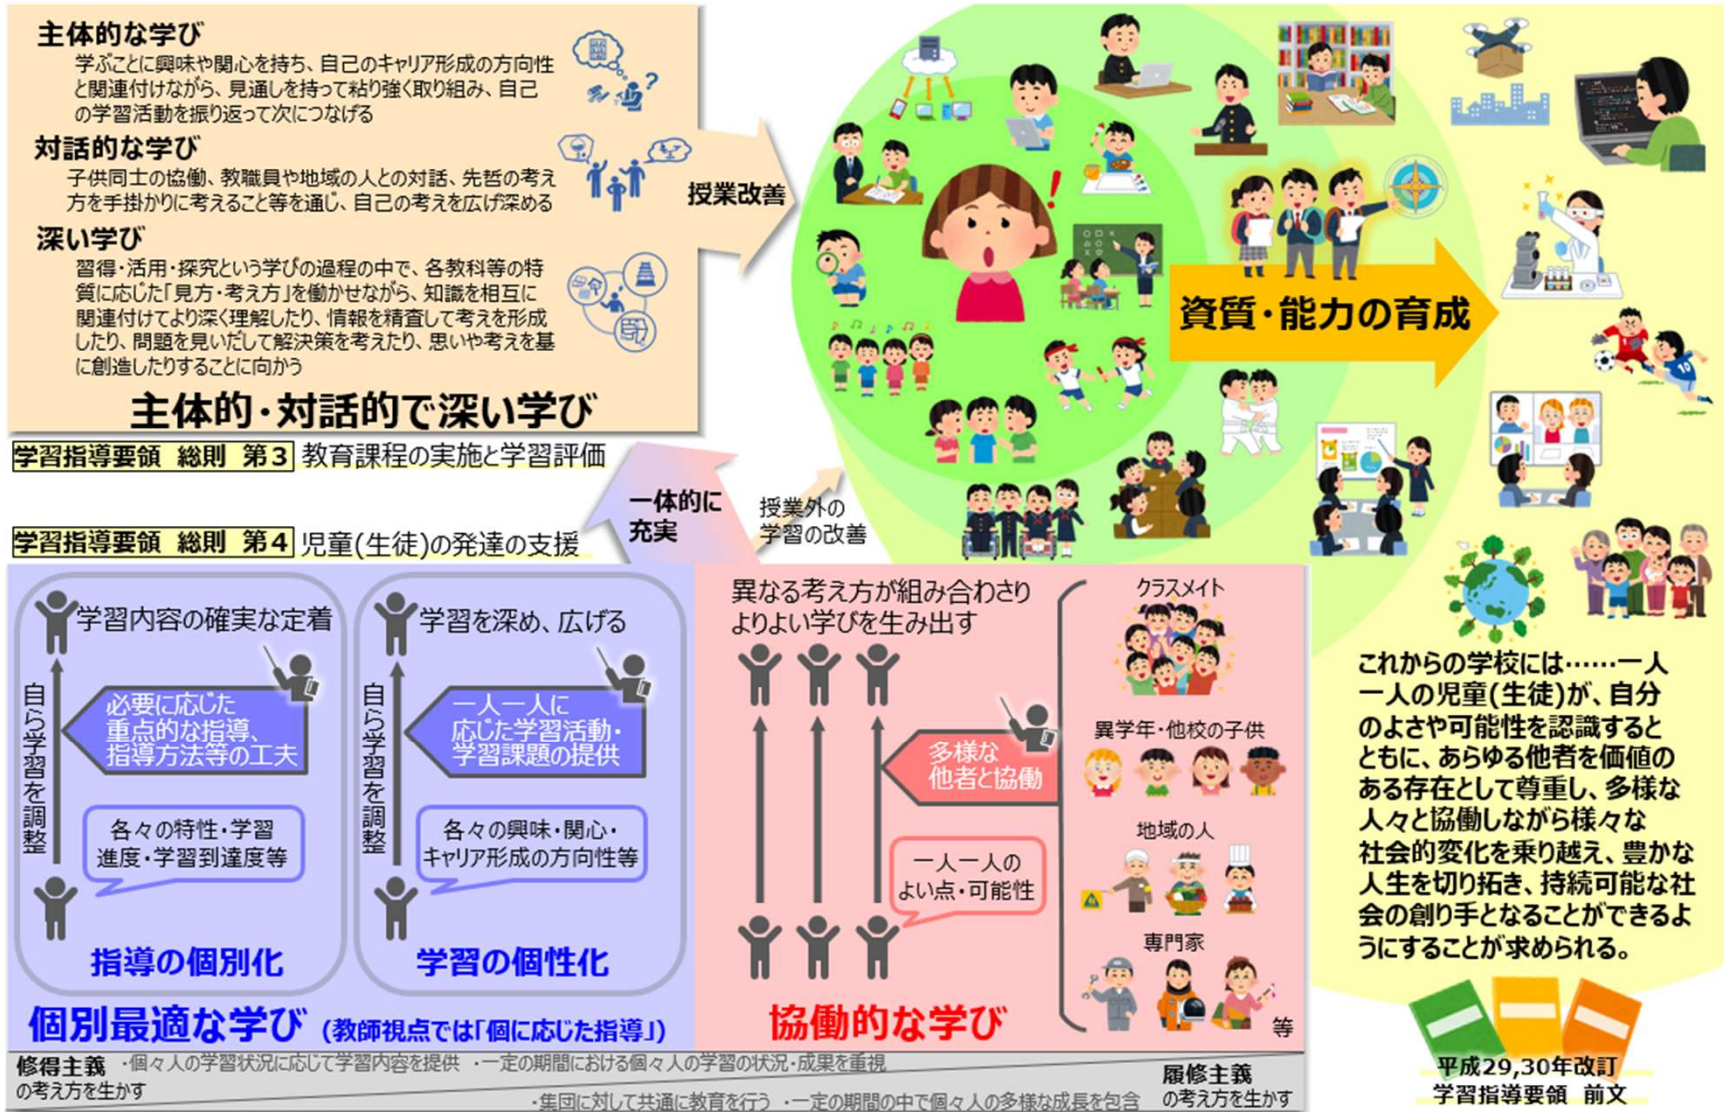 主体的な学び
学ぶことに興味や関心を持ち、自己のキャリア形成の方向性
と関連付けながら、見通しを持って粘り強く取り組み、自己
の学習活動を振り返って次につなげる
対話的な学び
子供同士の協働、教職員や地域の人との対話、先哲の考え
方を手掛かりに考えること等を通じ、自己の考えを広げ深める
深い学び
習得・活用・探究という学びの過程の中で、各教科等の特
質に応じた「見方・考え方」を働かせながら、知識を相互に
関連付けてより深く理解したり、情報を精査して考えを形成
したり、問題を見いだして解決策を考えたり、思いや考えを基
に創造したりすることに向かう
主体的・対話的で深い学び
授業改善
資質・能力の育成
学習指導要領 総則 第3 教育課程の実施と学習評価
一体的に
充実
授業外の
学習の改善
学習指導要領 総則 第4 児童(生徒)の発達の支援
学習内容の確実な定着
自ら学習を調整
必要に応じた
重点的な指導、
指導方法等の工夫
各々の特性・学習
進度・学習到達度等
指導の個別化
学習を深め、広げる
自ら学習を調整
一人一人に
応じた学習活動・
学習課題の提供
各々の興味・関心・
キャリア形成の方向性等
学習の個性化
個別最適な学び (教師視点では「個に応じた指導」)
異なる考え方が組み合わさり
よりよい学びを生み出す
多様な
他者と協働
一人一人の
よい点・可能性
協働的な学び
クラスメイト
異学年・他校の子供
地域の人
専門家
等
修得主義
の考え方を生かす
・個々人の学習状況に応じて学習内容を提供 ・一定の期間における個々人の学習の状況・成果を重視
・集団に対して共通に教育を行う ・一定の期間の中で個々人の多様な成長を包含
履修主義
の考え方を生かす
これからの学校には……一人
一人の児童(生徒)が、自分
のよさや可能性を認識すると
ともに、あらゆる他者を価値の
ある存在として尊重し、多様な
人々と協働しながら様々な
社会的変化を乗り越え、豊かな
人生を切り拓き、持続可能な社
会の創り手となることができるよ
うにすることが求められる。
平成29,30年改訂
学習指導要領 前文